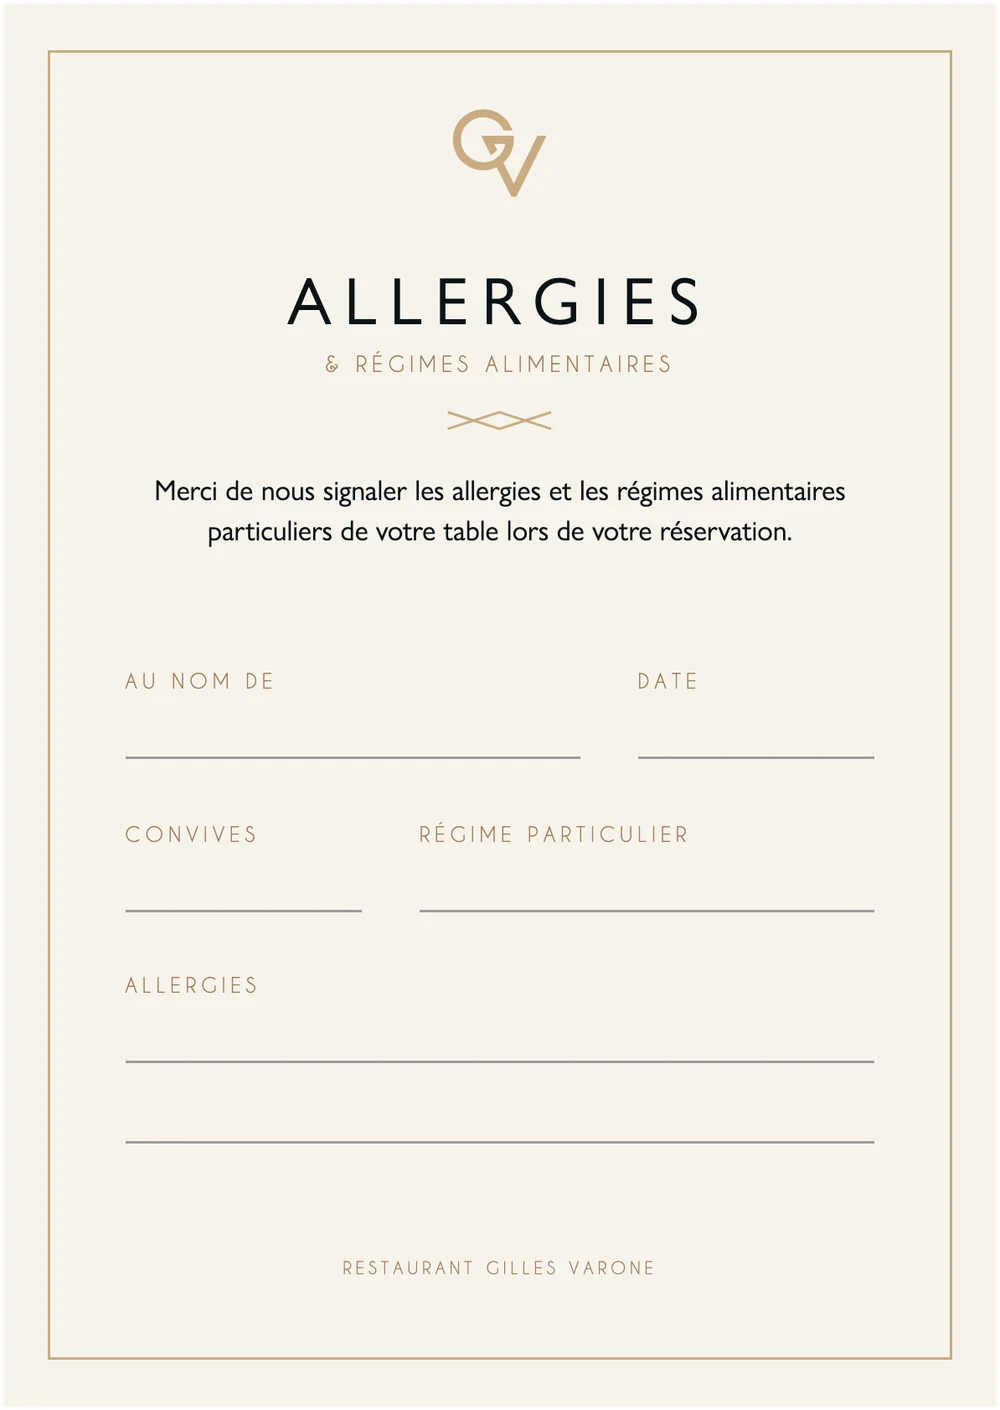 GV
ALLERGIES
& RÉGIMES ALIMENTAIRES
Merci de nous signaler les allergies et les régimes alimentaires
particuliers de votre table lors de votre réservation.
AU NOM DE DATE
CONVIVES RÉGIME PARTICULIER
ALLERGIES
RESTAURANT GILLES VARONE